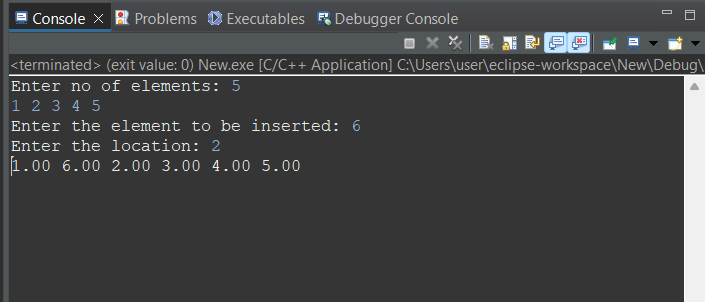 Console Problems Executables Debugger Console
<terminated> (exit value: 0) New.exe [C/C++ Application] C:\Users\user\eclipse-workspace\New\Debug\
Enter no of elements: 5
1 2 3 4 5
Enter the element to be inserted: 6
Enter the location: 2
1.00 6.00 2.00 3.00 4.00 5.00